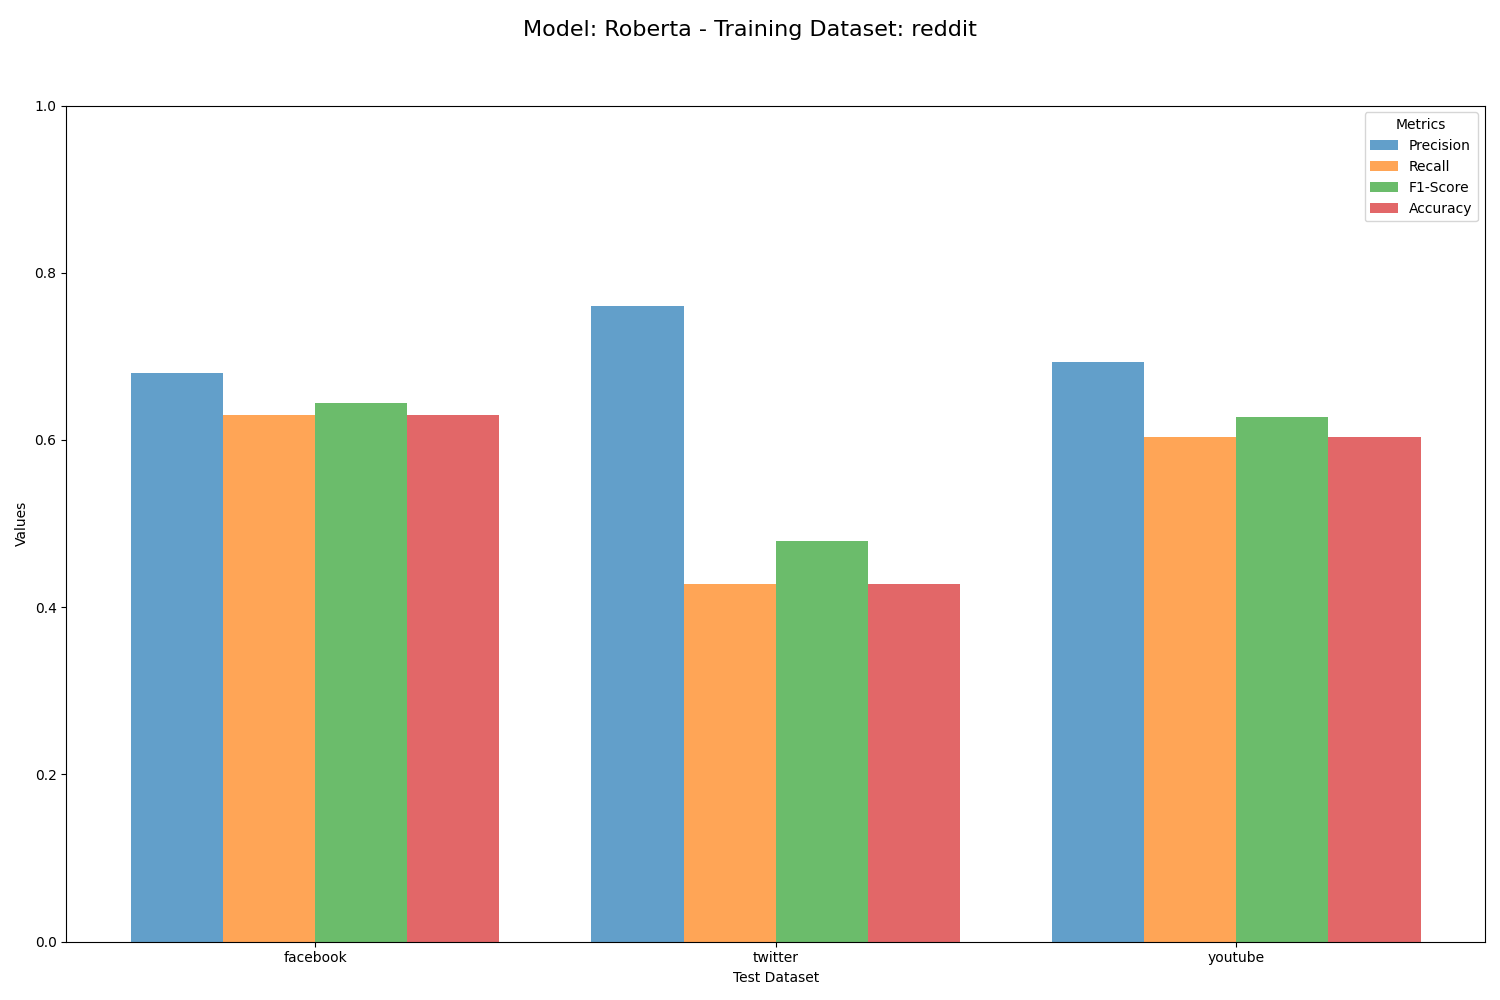 Model: Roberta - Training Dataset: reddit
Metrics
Precision
Recall
F1-Score
Accuracy
1.0
0.8
0.6
0.4
0.2
0.0
Values
facebook
twitter
youtube
Test Dataset